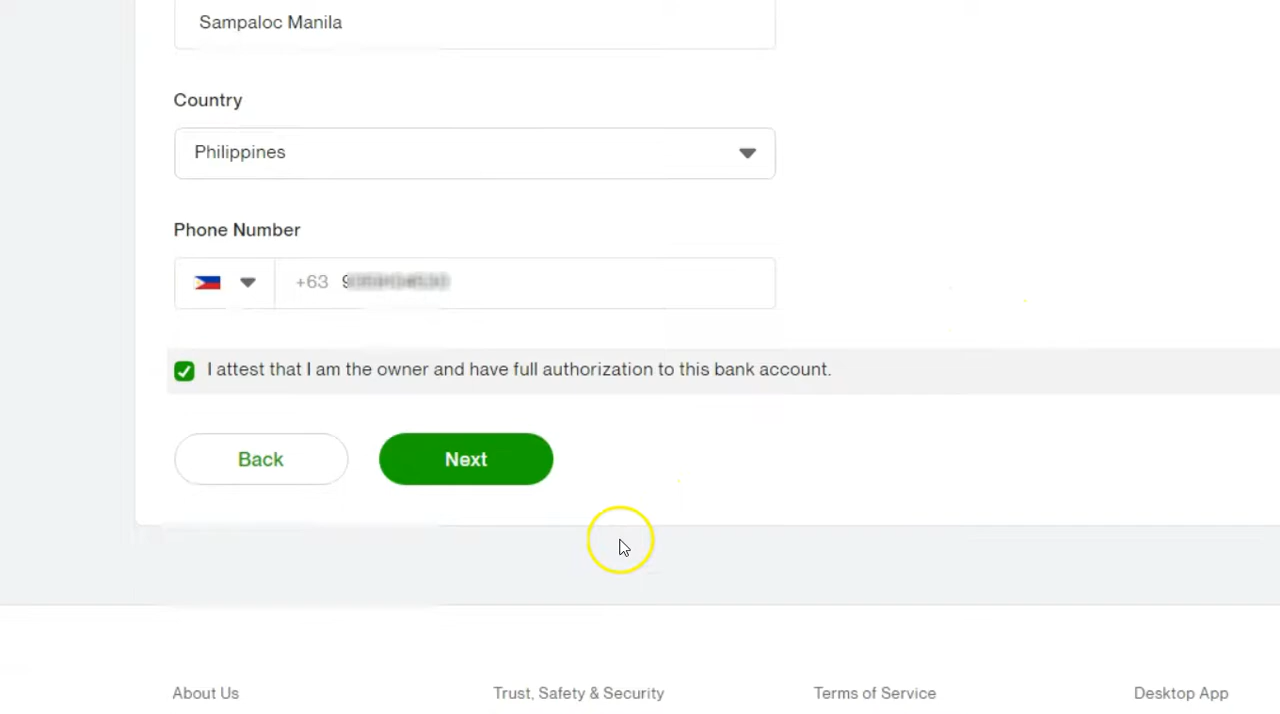 Sampaloc Manila
Country
Philippines
Phone Number
+63
I attest that I am the owner and have full authorization to this bank account.
Back Next
About Us Trust, Safety & Security Terms of Service Desktop App